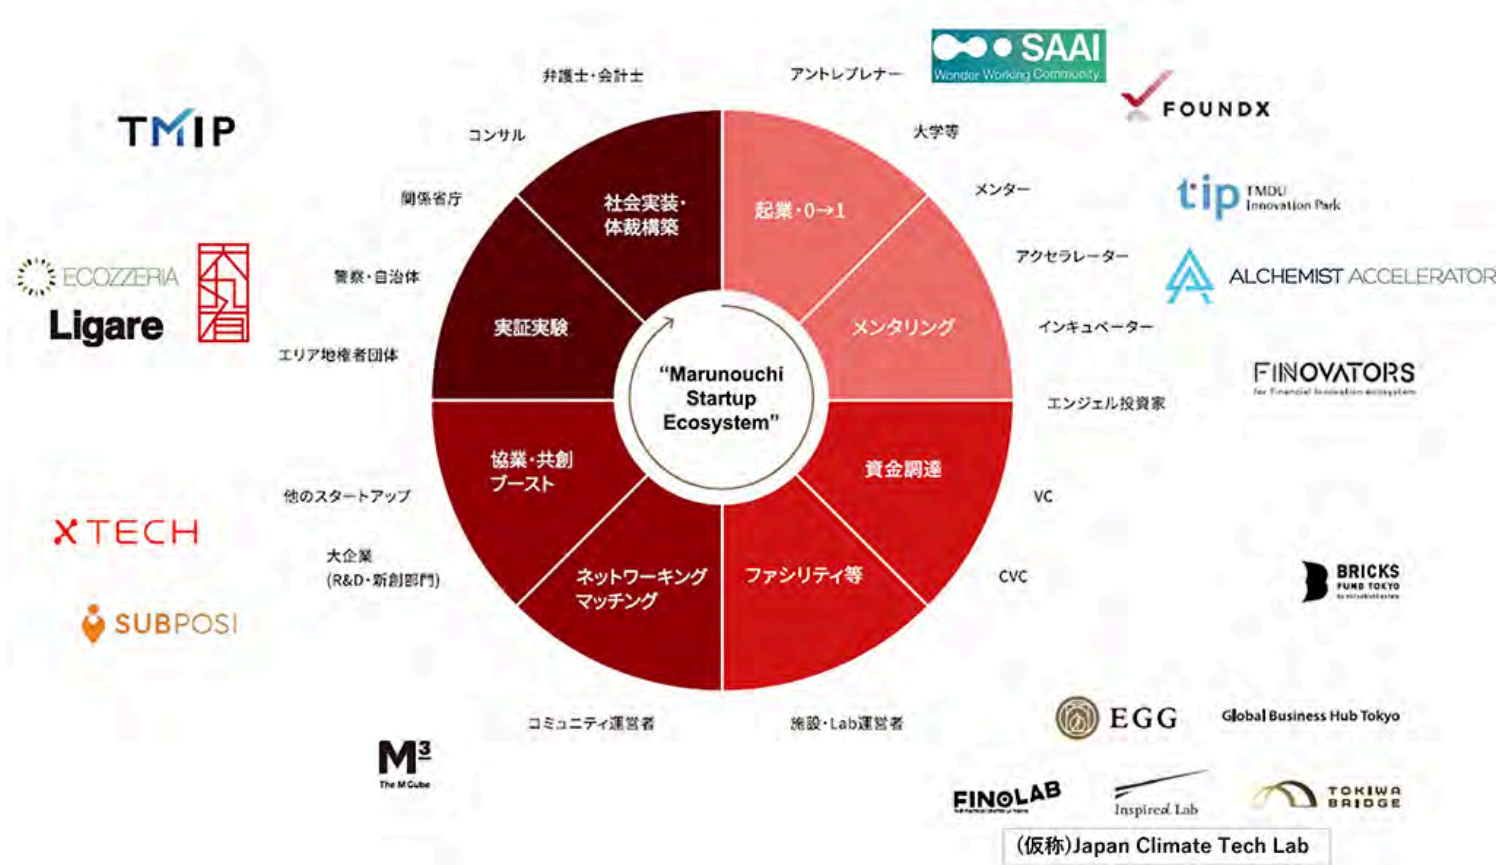 弁護士・会計士
アントレプレナー
SAAI
Wonder Working Community
FOUNDX
TMIP
コンサル
大学等
関係省庁
メンター
tip
TMDU
Innovation Park
社会実装・
体裁構築
起業・0→1
ECOZZERIA
Ligare
大丸有
警察・自治体
アクセラレーター
ALCHEMIST ACCELERATOR
実証実験
メンタリング
インキュベーター
エリア地権者団体
“Marunouchi
Startup
Ecosystem”
FINOVATORS
for Financial Innovation ecosystem
エンジェル投資家
協業・共創
ブースト
資金調達
他のスタートアップ
VC
XTECH
大企業
(R&D・新創部門)
ネットワーキング
マッチング
ファシリティ等
CVC
BRICKS
FUND TOKYO
by mitsubishi estate
SUBPOSI
コミュニティ運営者
施設・Lab運営者
EGG
Global Business Hub Tokyo
M3
The M Cube
FINOLAB
Inspired.Lab
TOKIWA
BRIDGE
(仮称)Japan Climate Tech Lab